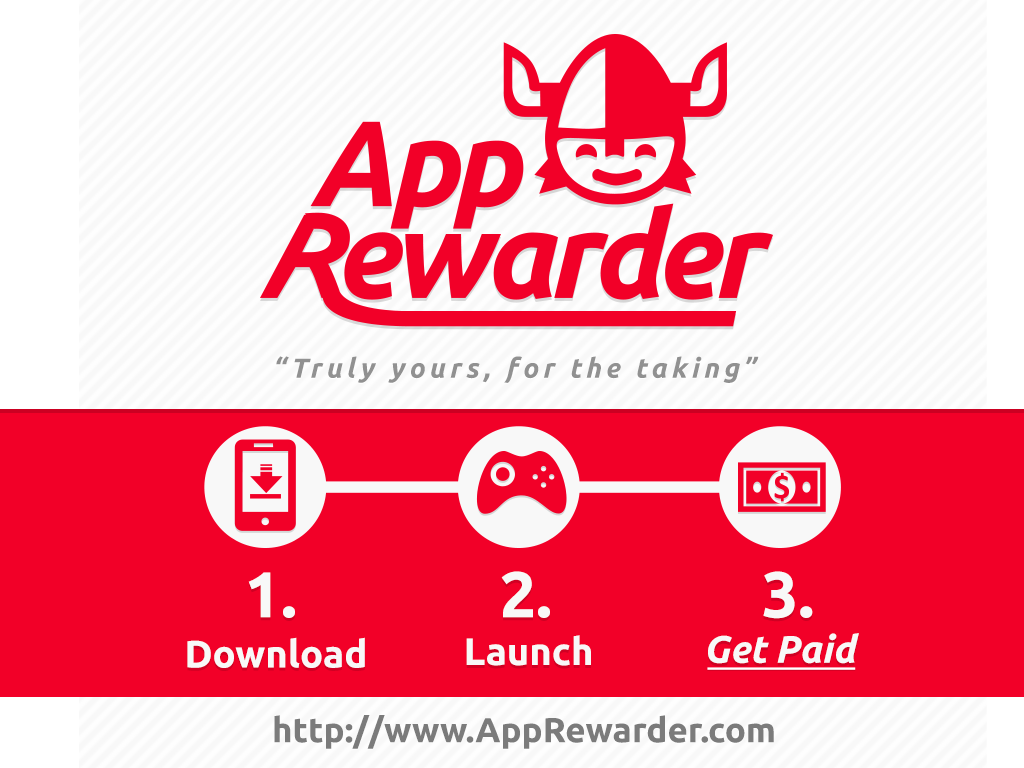 App
Rewarder
“Truly yours, for the taking”
$
1.
2.
3.
Download
Launch
Get Paid
http://www.AppRewarder.com